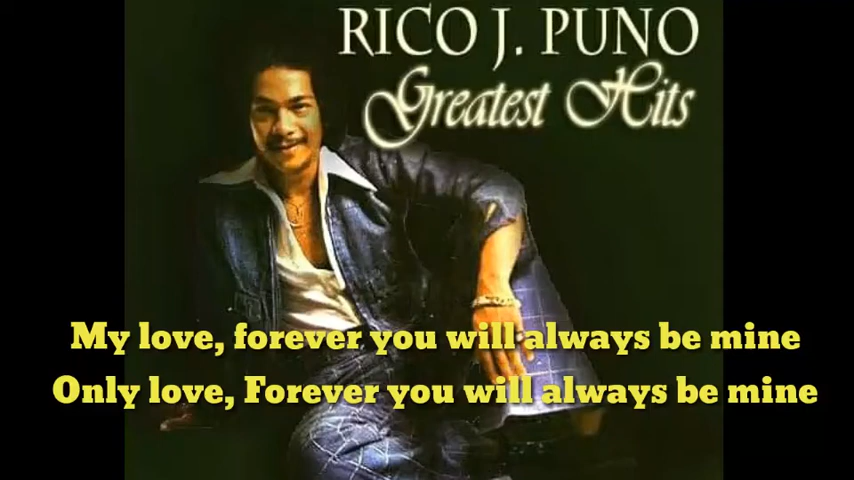 RICO J. PUNO
Greatest Hits
My love, forever you will always be mine
Only love, Forever you will always be mine